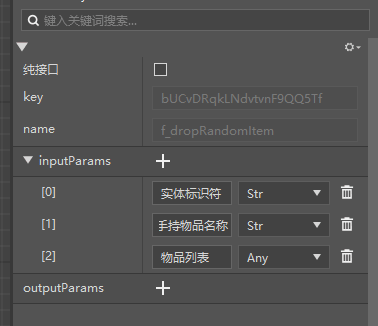 键入关键词搜索...
纯接口
key bUCvDRqkLNdvtvnF9QQ5Tf
name f_dropRandomItem
inputParams +
[0] 实体标识符 Str
[1] 手持物品名称 Str
[2] 物品列表 Any
outputParams +